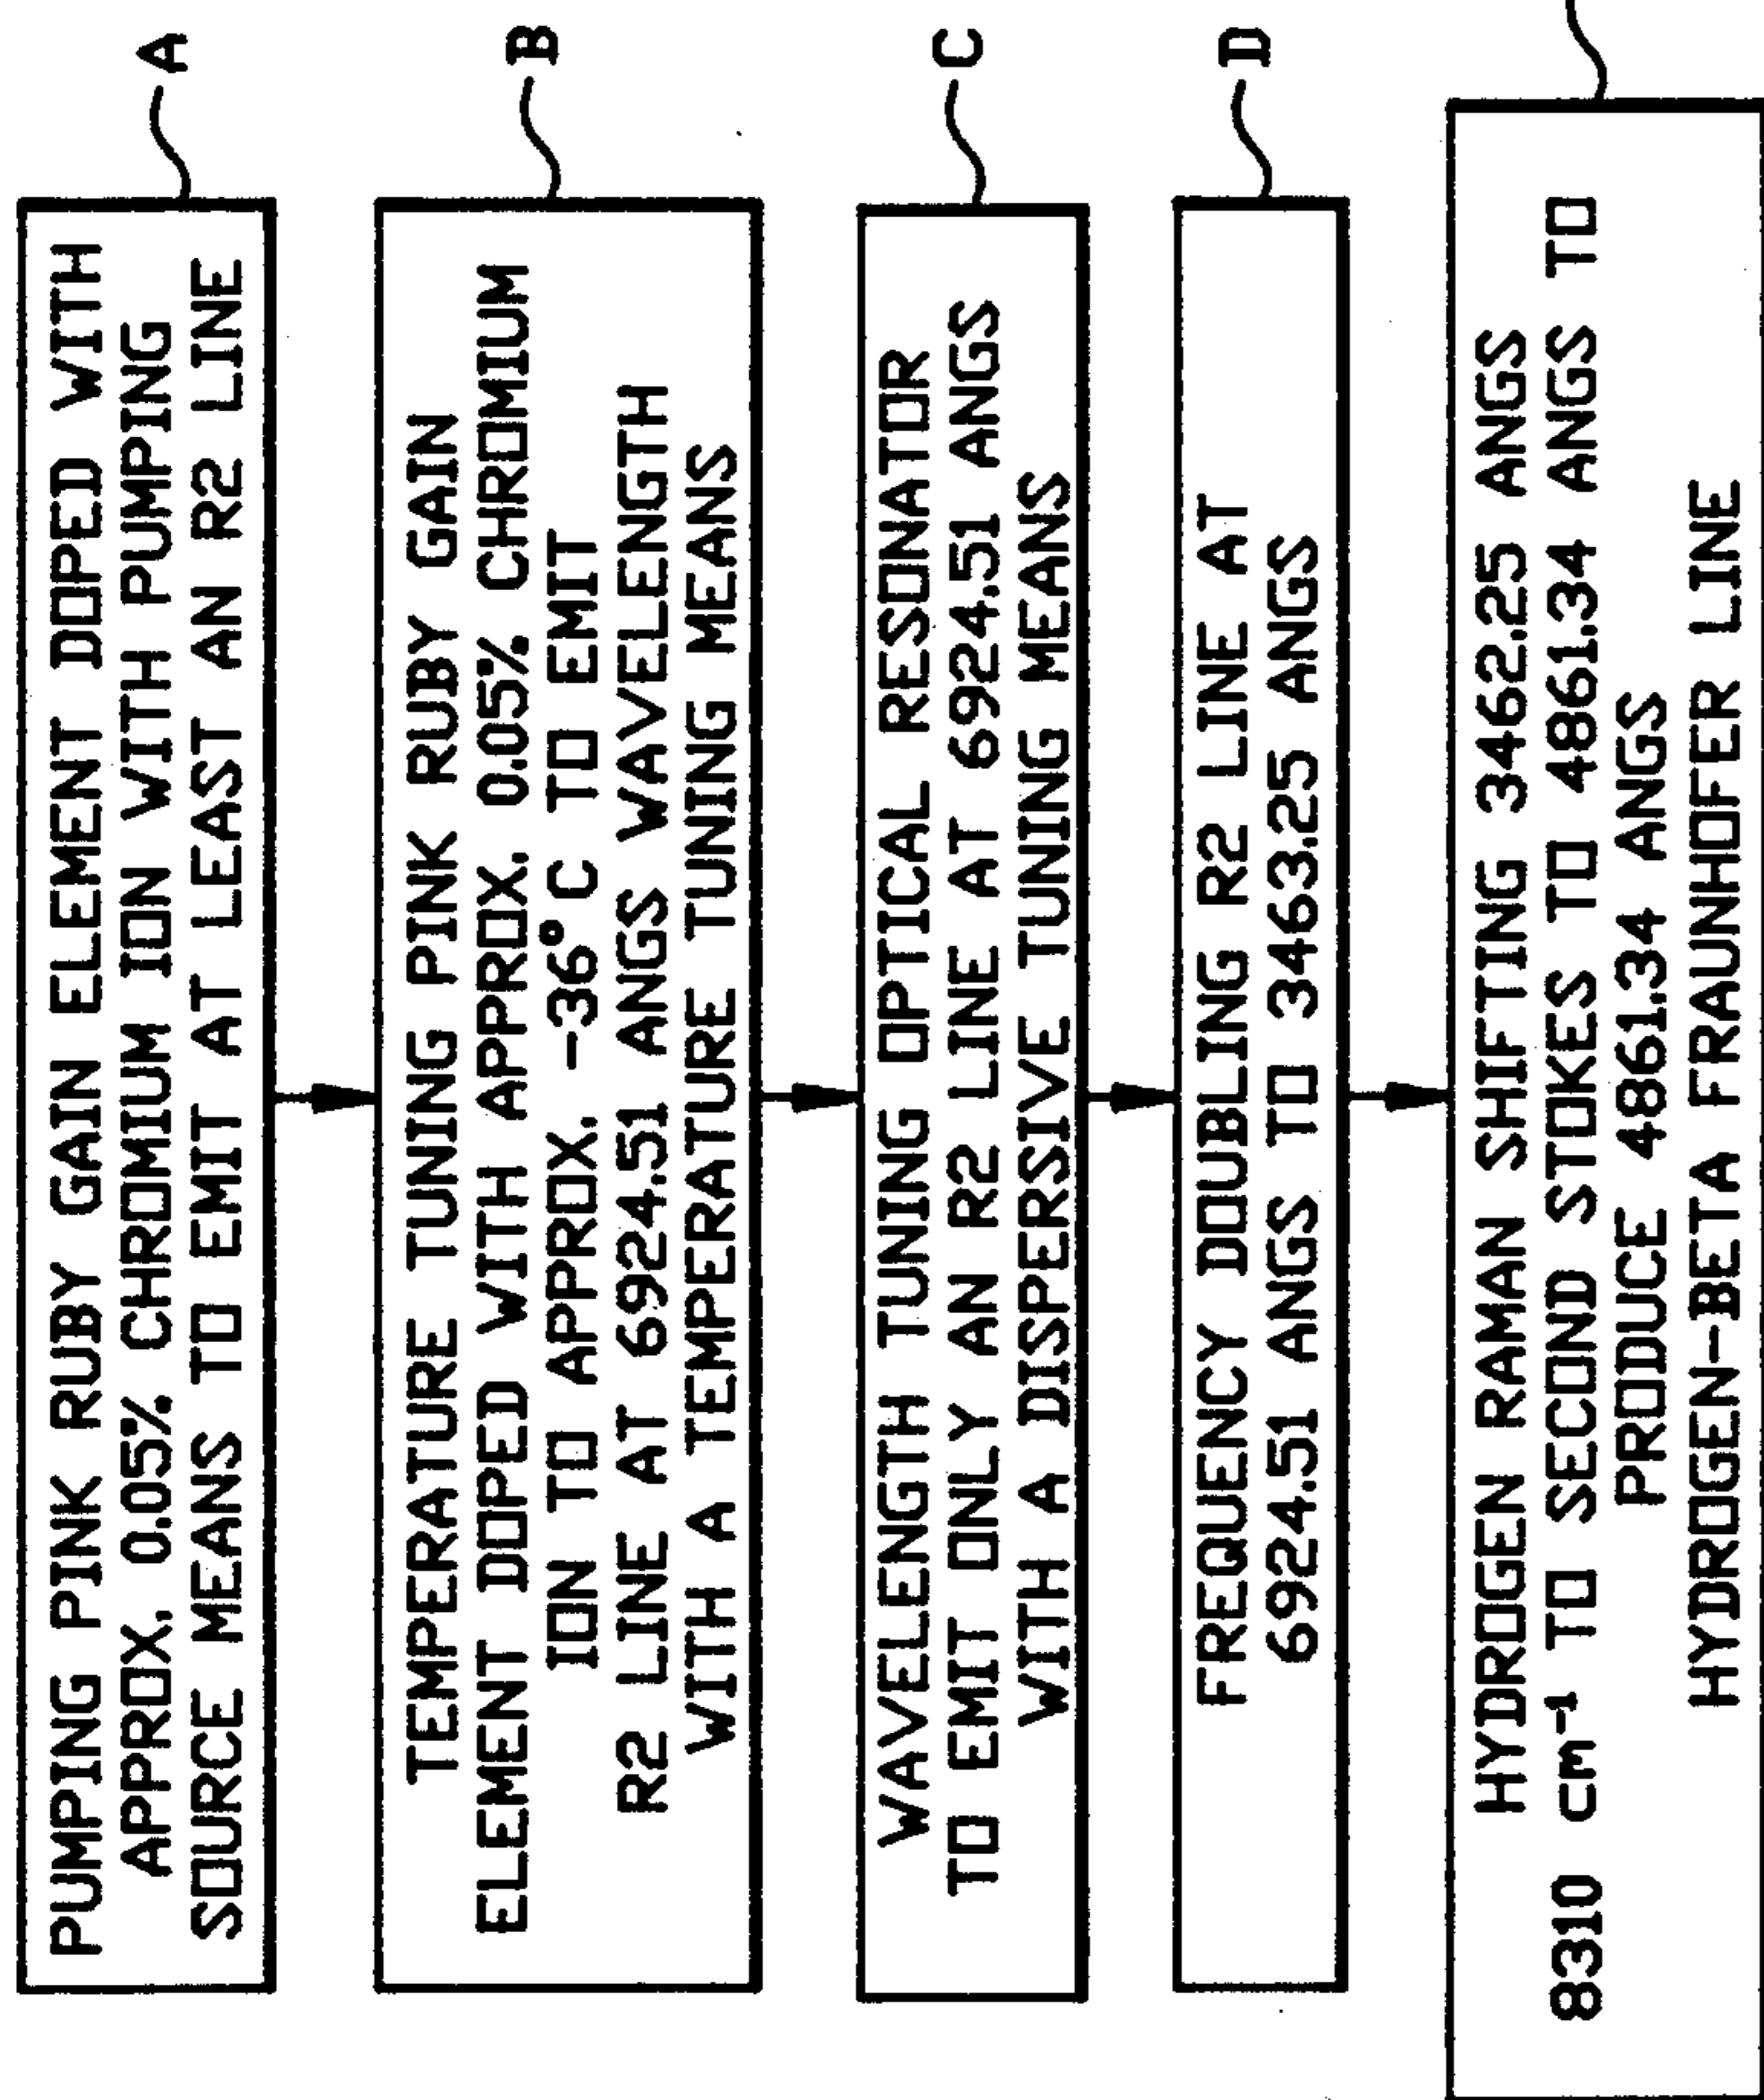 PUMPING PINK RUBY GAIN ELEMENT DOPED WITH
APPROX. 0.05% CHROMIUM ION WITH PUMPING
SOURCE MEANS TO EMIT AT LEAST AN R2 LINE
A
TEMPERATURE TUNING PINK RUBY GAIN
ELEMENT DOPED WITH APPROX. 0.05% CHROMIUM
ION TO APPROX. -36° C TO EMIT
R2 LINE AT 6924.51 ANGS WAVELENGTH
WITH A TEMPERATURE TUNING MEANS
B
WAVELENGTH TUNING OPTICAL RESONATOR
TO EMIT ONLY AN R2 LINE AT 6924.51 ANGS
WITH A DISPERSIVE TUNING MEANS
C
FREQUENCY DOUBLING R2 LINE AT
6924.51 ANGS TO 3463.25 ANGS
D
HYDROGEN RAMAN SHIFTING 3462.25 ANGS
8310 cm⁻¹ TO SECOND STOKES TO 4861.34 ANGS TO
PRODUCE 4861.34 ANGS
HYDROGEN-BETA FRAUNHOFER LINE